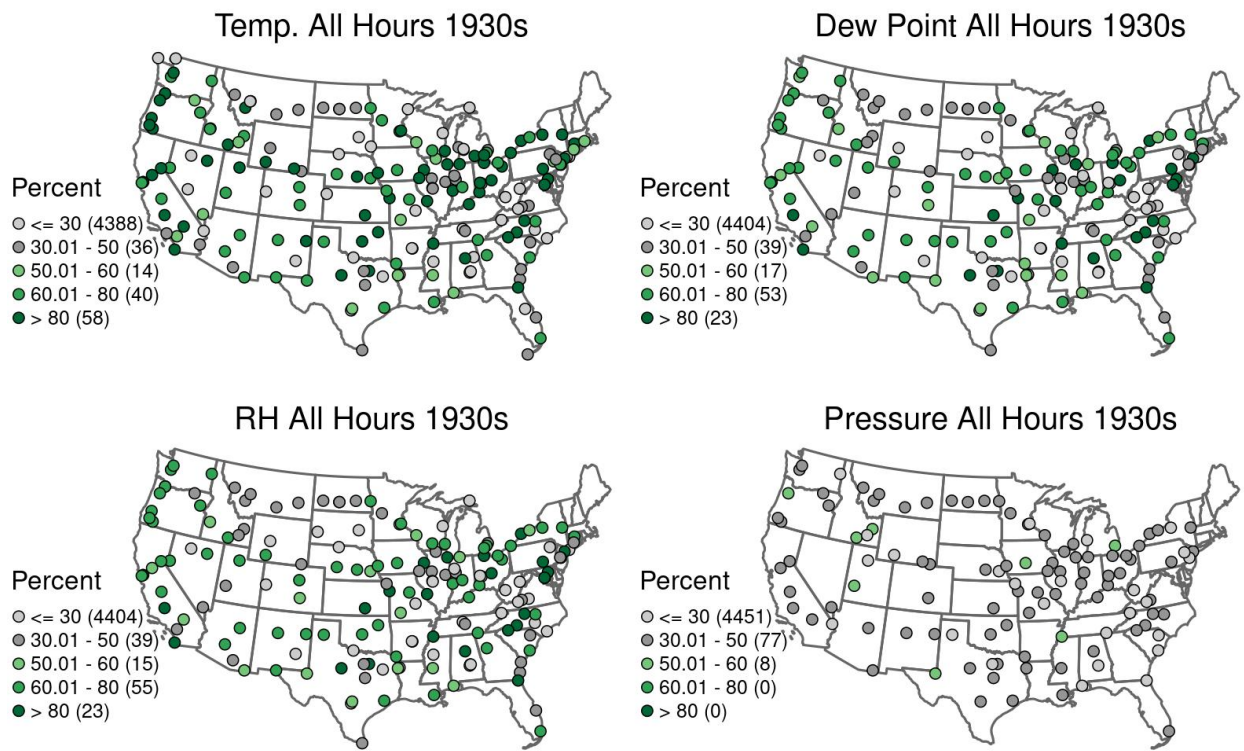 Temp. All Hours 1930s
Percent
<= 30 (4388)
30.01 - 50 (36)
50.01 - 60 (14)
60.01 - 80 (40)
> 80 (58)
Dew Point All Hours 1930s
Percent
<= 30 (4404)
30.01 - 50 (39)
50.01 - 60 (17)
60.01 - 80 (53)
> 80 (23)
RH All Hours 1930s
Percent
<= 30 (4404)
30.01 - 50 (39)
50.01 - 60 (15)
60.01 - 80 (55)
> 80 (23)
Pressure All Hours 1930s
Percent
<= 30 (4451)
30.01 - 50 (77)
50.01 - 60 (8)
60.01 - 80 (0)
> 80 (0)